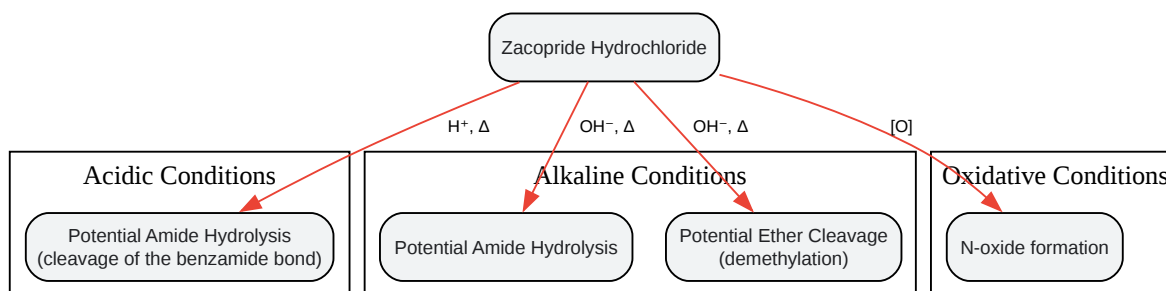 Zacopride Hydrochloride
H⁺, Δ
OH⁻, Δ
OH⁻, Δ
[O]
Acidic Conditions
Alkaline Conditions
Oxidative Conditions
Potential Amide Hydrolysis
(cleavage of the benzamide bond)
Potential Amide Hydrolysis
Potential Ether Cleavage
(demethylation)
N-oxide formation